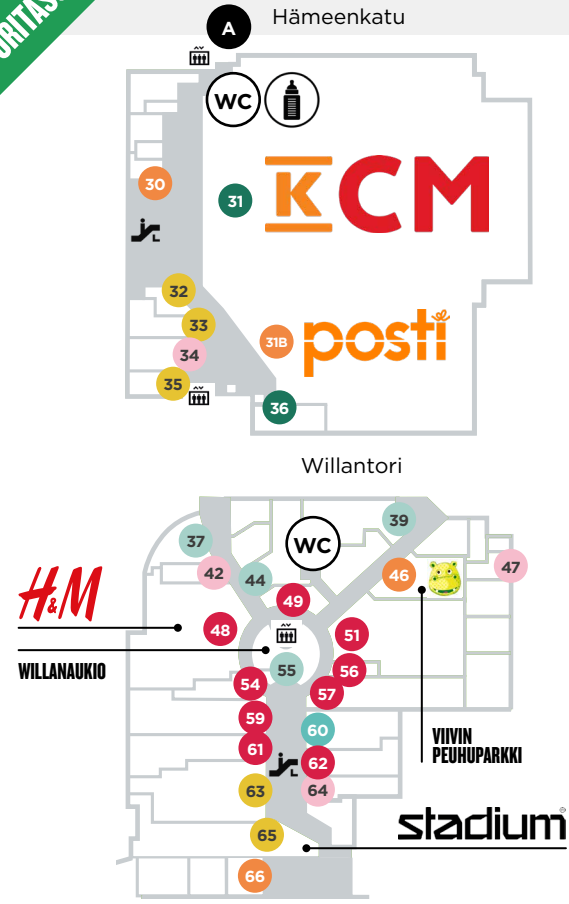 A
Hämeenkatu
WC
30
31
K CM
32
33
34
31B
posti
35
36
Willantori
37
39
WC
42
44
46
47
H&M
49
48
51
WILLANAUKIO
55
56
54
57
59
60
VIIVIN
PEUHUPARKKI
61
62
63
64
stadium
65
66